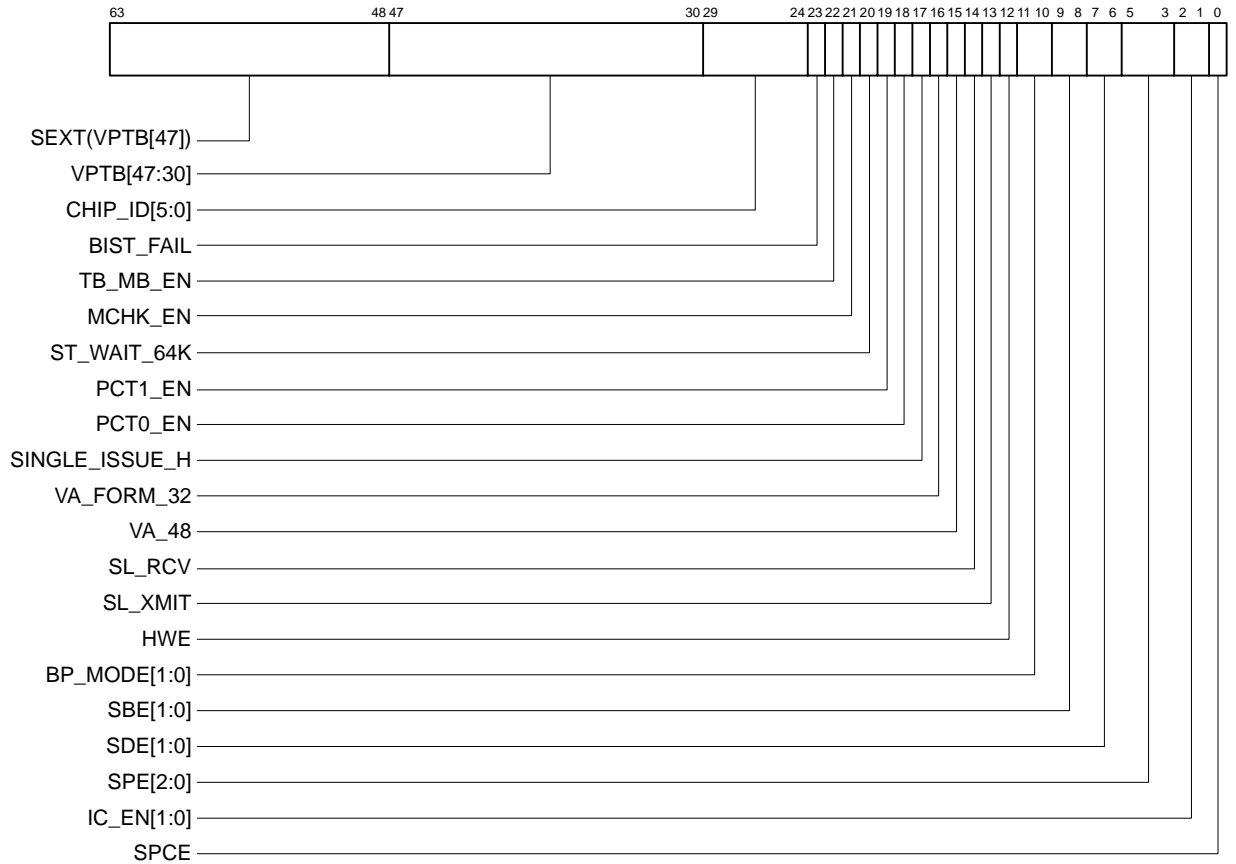 63 48 47 30 29 24 23 22 21 20 19 18 17 16 15 14 13 12 11 10 9 8 7 6 5 3 2 1 0
SEXT(VPTB[47])
VPTB[47:30]
CHIP_ID[5:0]
BIST_FAIL
TB_MB_EN
MCHK_EN
ST_WAIT_64K
PCT1_EN
PCT0_EN
SINGLE_ISSUE_H
VA_FORM_32
VA_48
SL_RCV
SL_XMIT
HWE
BP_MODE[1:0]
SBE[1:0]
SDE[1:0]
SPE[2:0]
IC_EN[1:0]
SPCE